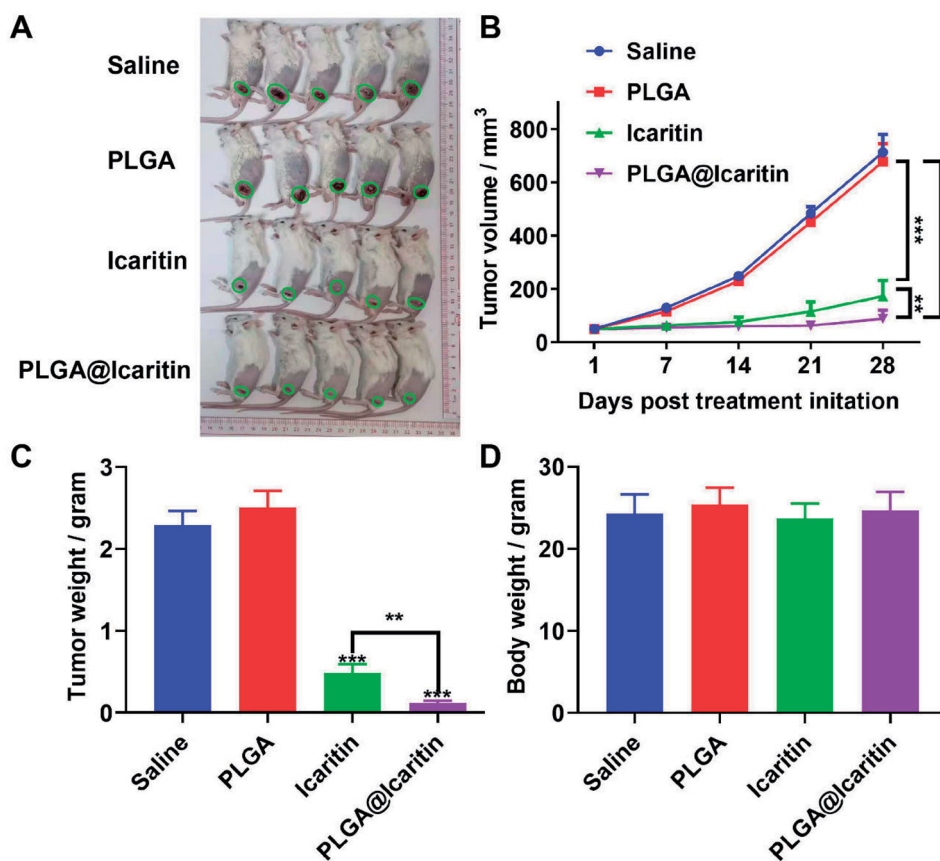 A
Saline
PLGA
Icaritin
PLGA@Icaritin
B
Saline
PLGA
Icaritin
PLGA@Icaritin
Tumor volume / mm³
800
600
400
200
0
1 7 14 21 28
Days post treatment initation
***
**
C
Tumor weight / gram
3
2
1
0
**
***
***
Saline
PLGA
Icaritin
PLGA@Icaritin
D
Body weight / gram
30
20
10
0
Saline
PLGA
Icaritin
PLGA@Icaritin